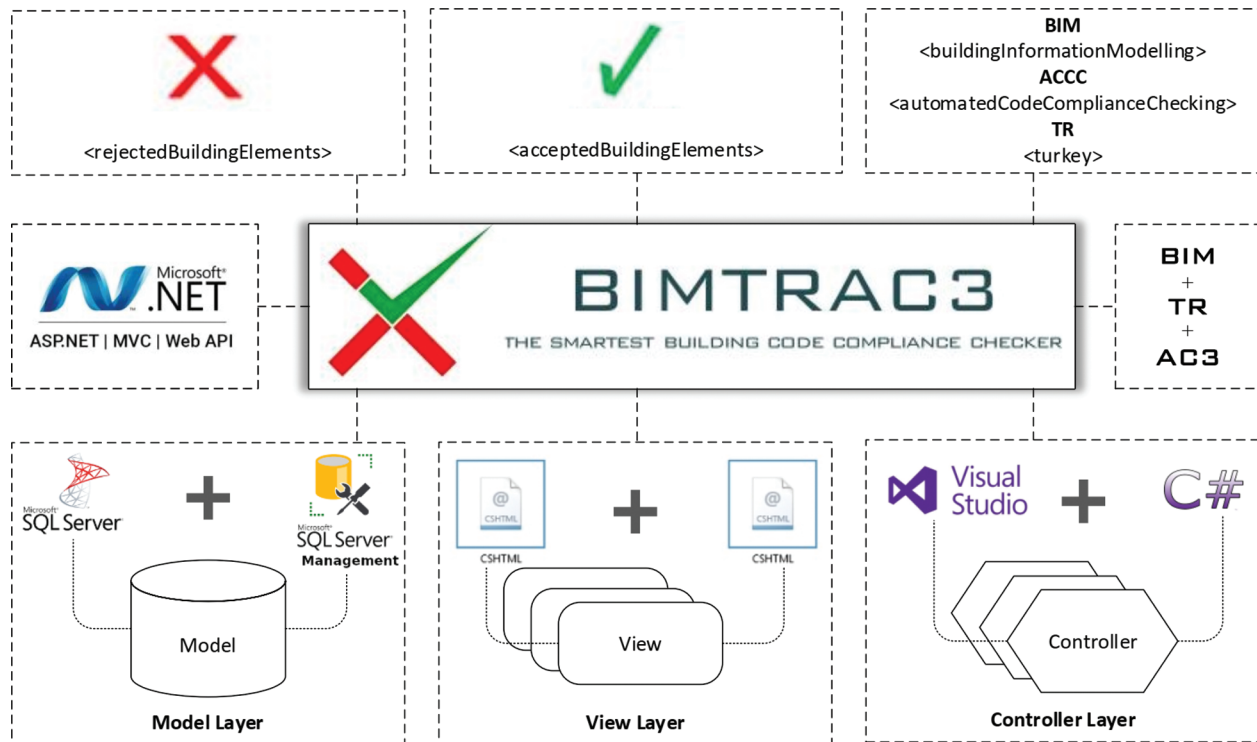 <rejectedBuildingElements>
<acceptedBuildingElements>
BIM
<buildingInformationModelling>
ACCC
<automatedCodeComplianceChecking>
TR
<turkey>
Microsoft®
.NET
ASP.NET | MVC | Web API
BIMTRAC3
THE SMARTEST BUILDING CODE COMPLIANCE CHECKER
BIM
+
TR
+
AC3
Microsoft®
SQL Server®
+
Microsoft®
SQL Server®
Management
Model
Model Layer
@
CSHTML
CSHTML
+
@
CSHTML
CSHTML
View
View Layer
Visual
Studio
+
C#
Controller
Controller Layer